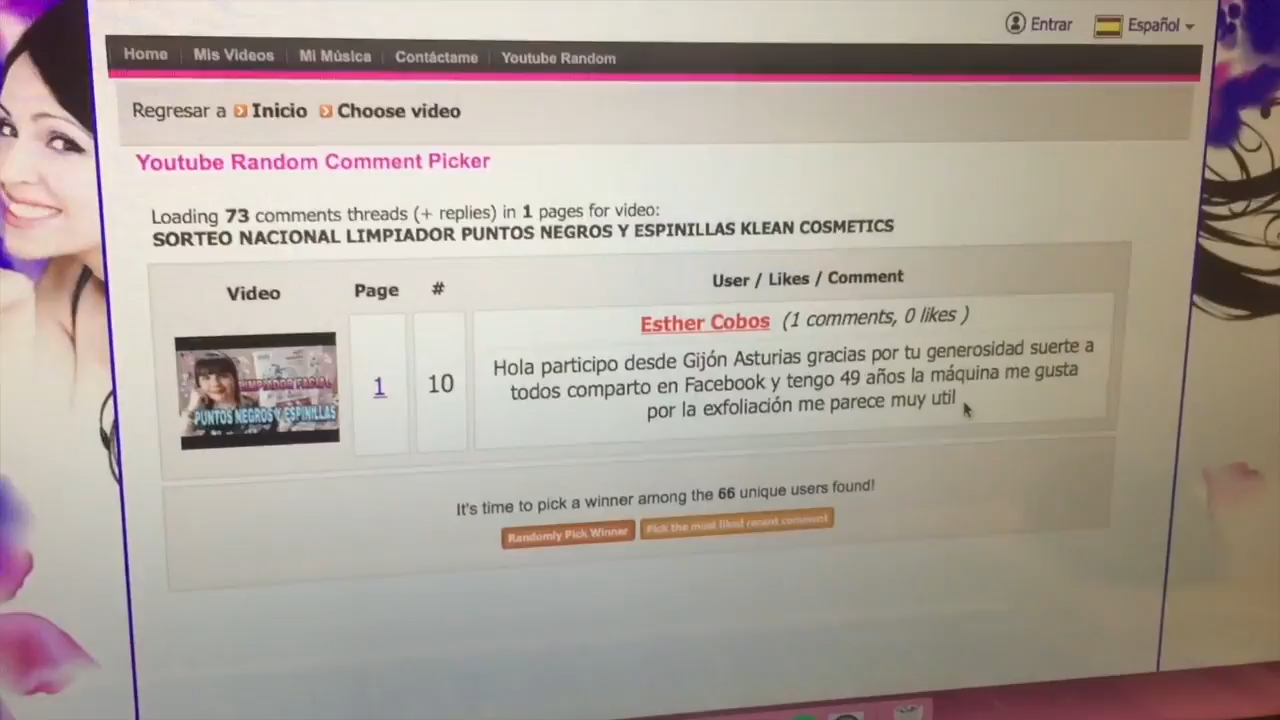 Entrar Español
Home Mis Videos Mi Música Contáctame Youtube Random
Regresar a Inicio Choose video
Youtube Random Comment Picker
Loading 73 comments threads (+ replies) in 1 pages for video:
SORTEO NACIONAL LIMPIADOR PUNTOS NEGROS Y ESPINILLAS KLEAN COSMETICS
Video Page # User / Likes / Comment
Esther Cobos (1 comments, 0 likes )
LIMPIADOR FACIAL
PUNTOS NEGROS Y ESPINILLAS
1 10
Hola participo desde Gijón Asturias gracias por tu generosidad suerte a
todos comparto en Facebook y tengo 49 años la máquina me gusta
por la exfoliación me parece muy util
It's time to pick a winner among the 66 unique users found!
Randomly Pick Winner Pick the most liked recent comment